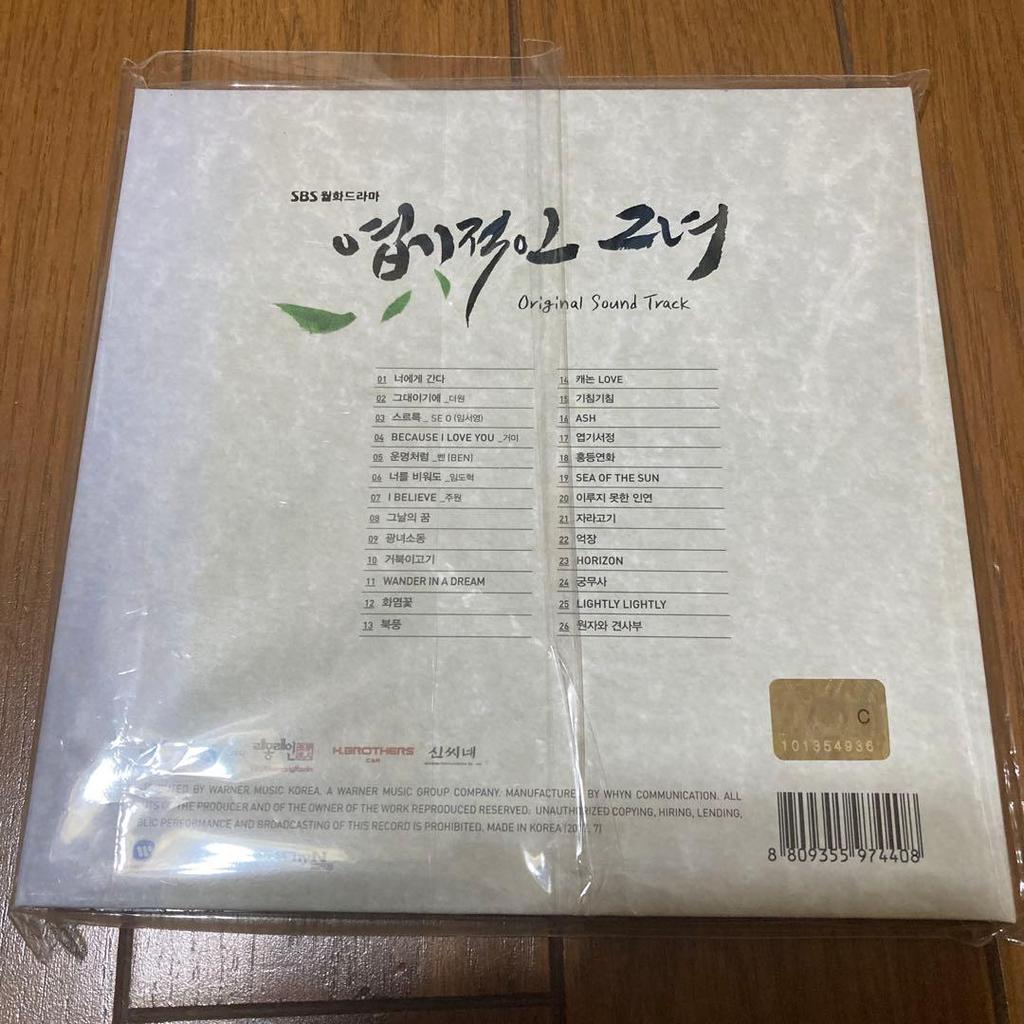 SBS 월화드라마
엽기적인 그녀
Original Sound Track
01 너에게 간다
02 그대이기에 _더원
03 스르륵 _ SE O (임서영)
04 BECAUSE I LOVE YOU _거미
05 운명처럼 _벤 (BEN)
06 너를 비워도 _임도혁
07 I BELIEVE _주원
08 그날의 꿈
09 광녀소동
10 거북이고기
11 WANDER IN A DREAM
12 화염꽃
13 북풍
14 캐논 LOVE
15 기침기침
16 ASH
17 엽기서정
18 홍등연화
19 SEA OF THE SUN
20 이루지 못한 인연
21 자라고기
22 억장
23 HORIZON
24 궁무사
25 LIGHTLY LIGHTLY
26 원자와 견사부
C
101354936
래몽래인
H.BROTHERS
C&M
신씨네
BY WARNER MUSIC KOREA. A WARNER MUSIC GROUP COMPANY. MANUFACTURED BY WHYN COMMUNICATION. ALL
OF THE PRODUCER AND OF THE OWNER OF THE WORK REPRODUCED RESERVED. UNAUTHORIZED COPYING, HIRING, LENDING,
PERFORMANCE AND BROADCASTING OF THIS RECORD IS PROHIBITED. MADE IN KOREA
8 809355 974408